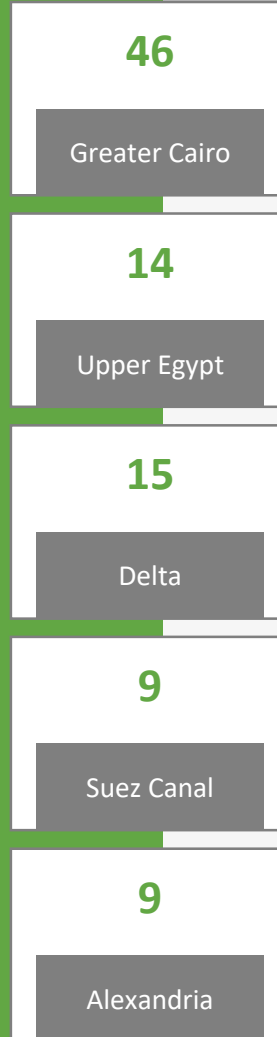 46
Greater Cairo
14
Upper Egypt
15
Delta
9
Suez Canal
9
Alexandria